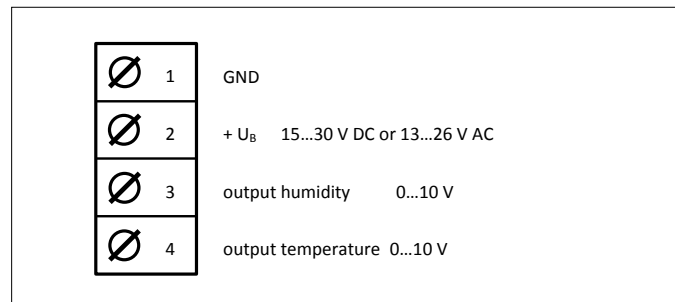 1 GND
2 + UB 15...30 V DC or 13...26 V AC
3 output humidity 0...10 V
4 output temperature 0...10 V